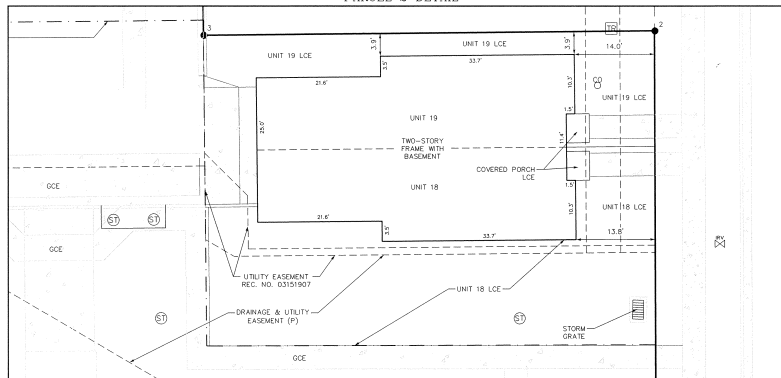 3
2
TR
UNIT 19 LCE
3.9'
UNIT 19 LCE
3.9'
14.0'
3.5'
33.7'
21.6'
10.3'
CO
UNIT 19 LCE
25.0'
UNIT 19
1.5'
11.4'
TWO-STORY
FRAME WITH
BASEMENT
COVERED PORCH
LCE
GCE
UNIT 18
1.5'
10.3'
UNIT 18 LCE
ST
ST
21.6'
3.5'
33.7'
13.8'
GCE
UTILITY EASEMENT
REC. NO. 03151907
UNIT 18 LCE
DRAINAGE & UTILITY
EASEMENT (P)
ST
ST
STORM
GRATE
GCE